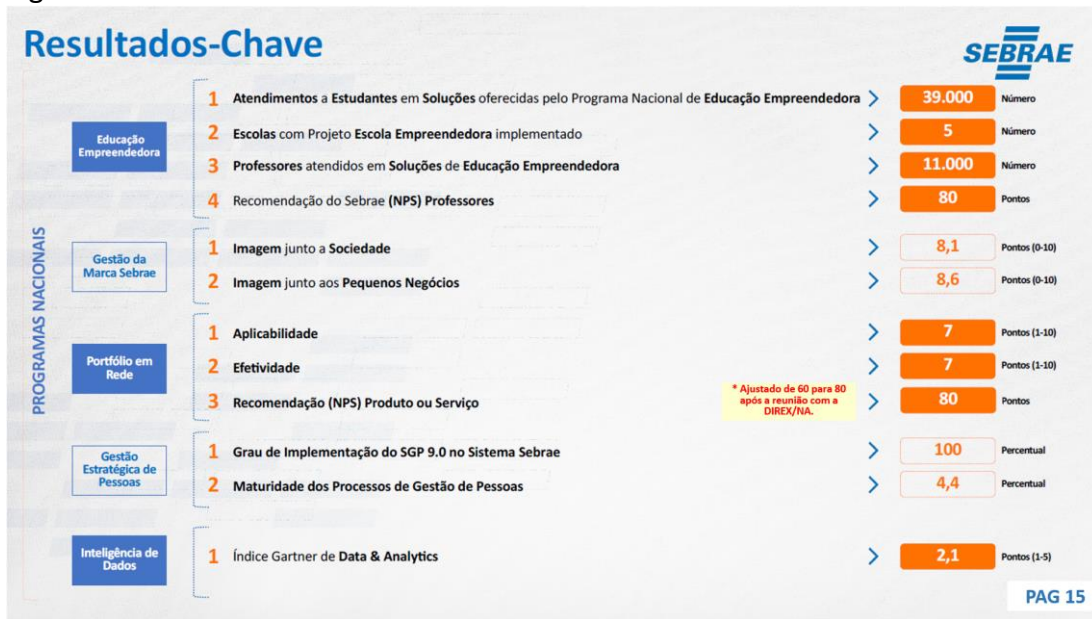 Resultados-Chave
SEBRAE
PROGRAMAS NACIONAIS
Educação
Empreendedora
1 Atendimentos a Estudantes em Soluções oferecidas pelo Programa Nacional de Educação Empreendedora > 39.000 Número
2 Escolas com Projeto Escola Empreendedora implementado > 5 Número
3 Professores atendidos em Soluções de Educação Empreendedora > 11.000 Número
4 Recomendação do Sebrae (NPS) Professores > 80 Pontos
Gestão da
Marca Sebrae
1 Imagem junto a Sociedade > 8,1 Pontos (0-10)
2 Imagem junto aos Pequenos Negócios > 8,6 Pontos (0-10)
Portfólio em
Rede
1 Aplicabilidade > 7 Pontos (1-10)
2 Efetividade > 7 Pontos (1-10)
3 Recomendação (NPS) Produto ou Serviço > 80 Pontos
* Ajustado de 60 para 80
após a reunião com a
DIREX/NA.
Gestão
Estratégica de
Pessoas
1 Grau de Implementação do SGP 9.0 no Sistema Sebrae > 100 Percentual
2 Maturidade dos Processos de Gestão de Pessoas > 4,4 Percentual
Inteligência de
Dados
1 Índice Gartner de Data & Analytics > 2,1 Pontos (1-5)
PAG 15